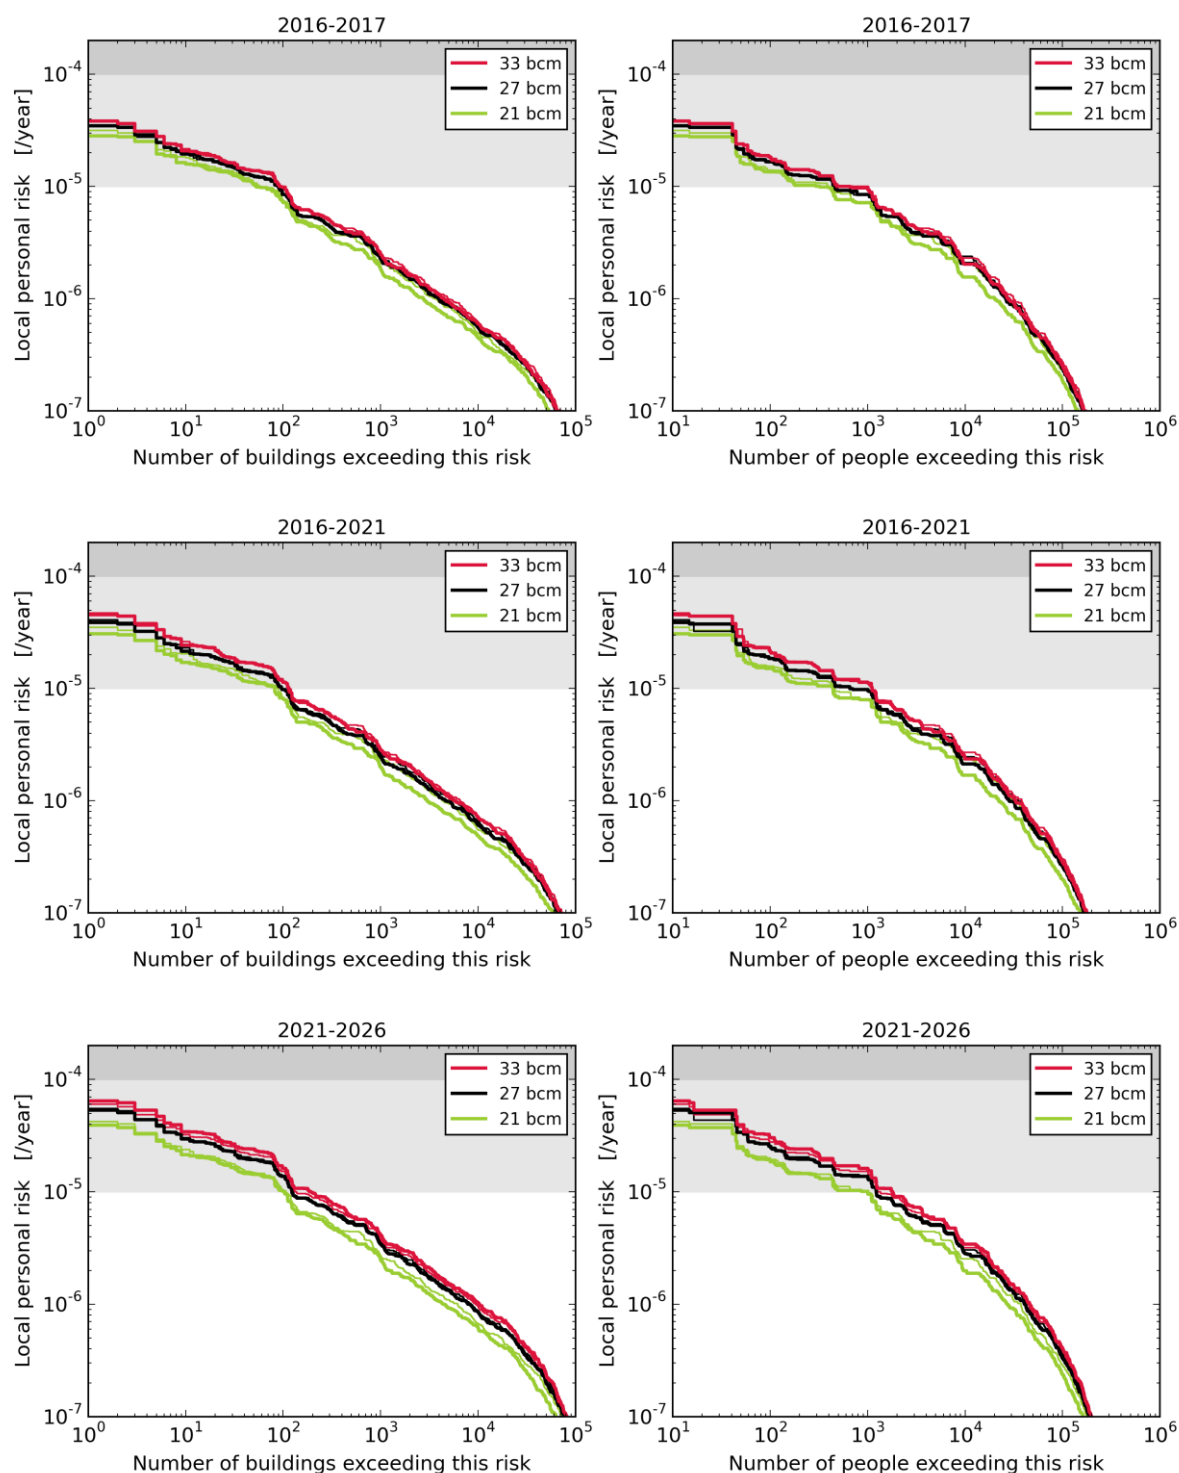 2016-2017
Local personal risk [/year]
10⁻⁴
10⁻⁵
10⁻⁶
10⁻⁷
33 bcm
27 bcm
21 bcm
10⁰ 10¹ 10² 10³ 10⁴ 10⁵
Number of buildings exceeding this risk
2016-2017
Local personal risk [/year]
10⁻⁴
10⁻⁵
10⁻⁶
10⁻⁷
33 bcm
27 bcm
21 bcm
10¹ 10² 10³ 10⁴ 10⁵ 10⁶
Number of people exceeding this risk
2016-2021
Local personal risk [/year]
10⁻⁴
10⁻⁵
10⁻⁶
10⁻⁷
33 bcm
27 bcm
21 bcm
10⁰ 10¹ 10² 10³ 10⁴ 10⁵
Number of buildings exceeding this risk
2016-2021
Local personal risk [/year]
10⁻⁴
10⁻⁵
10⁻⁶
10⁻⁷
33 bcm
27 bcm
21 bcm
10¹ 10² 10³ 10⁴ 10⁵ 10⁶
Number of people exceeding this risk
2021-2026
Local personal risk [/year]
10⁻⁴
10⁻⁵
10⁻⁶
10⁻⁷
33 bcm
27 bcm
21 bcm
10⁰ 10¹ 10² 10³ 10⁴ 10⁵
Number of buildings exceeding this risk
2021-2026
Local personal risk [/year]
10⁻⁴
10⁻⁵
10⁻⁶
10⁻⁷
33 bcm
27 bcm
21 bcm
10¹ 10² 10³ 10⁴ 10⁵ 10⁶
Number of people exceeding this risk